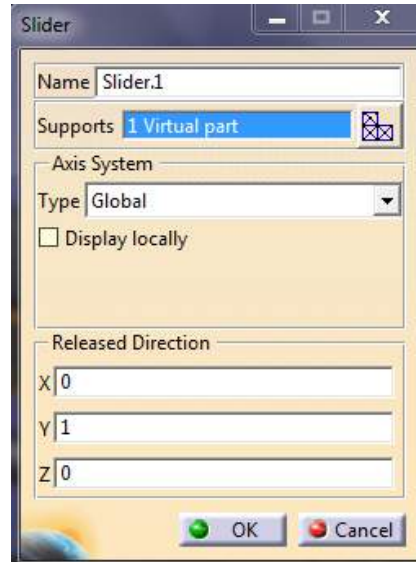 Slider
Name Slider.1
Supports 1 Virtual part
Axis System
Type Global
Display locally
Released Direction
X 0
Y 1
Z 0
OK Cancel